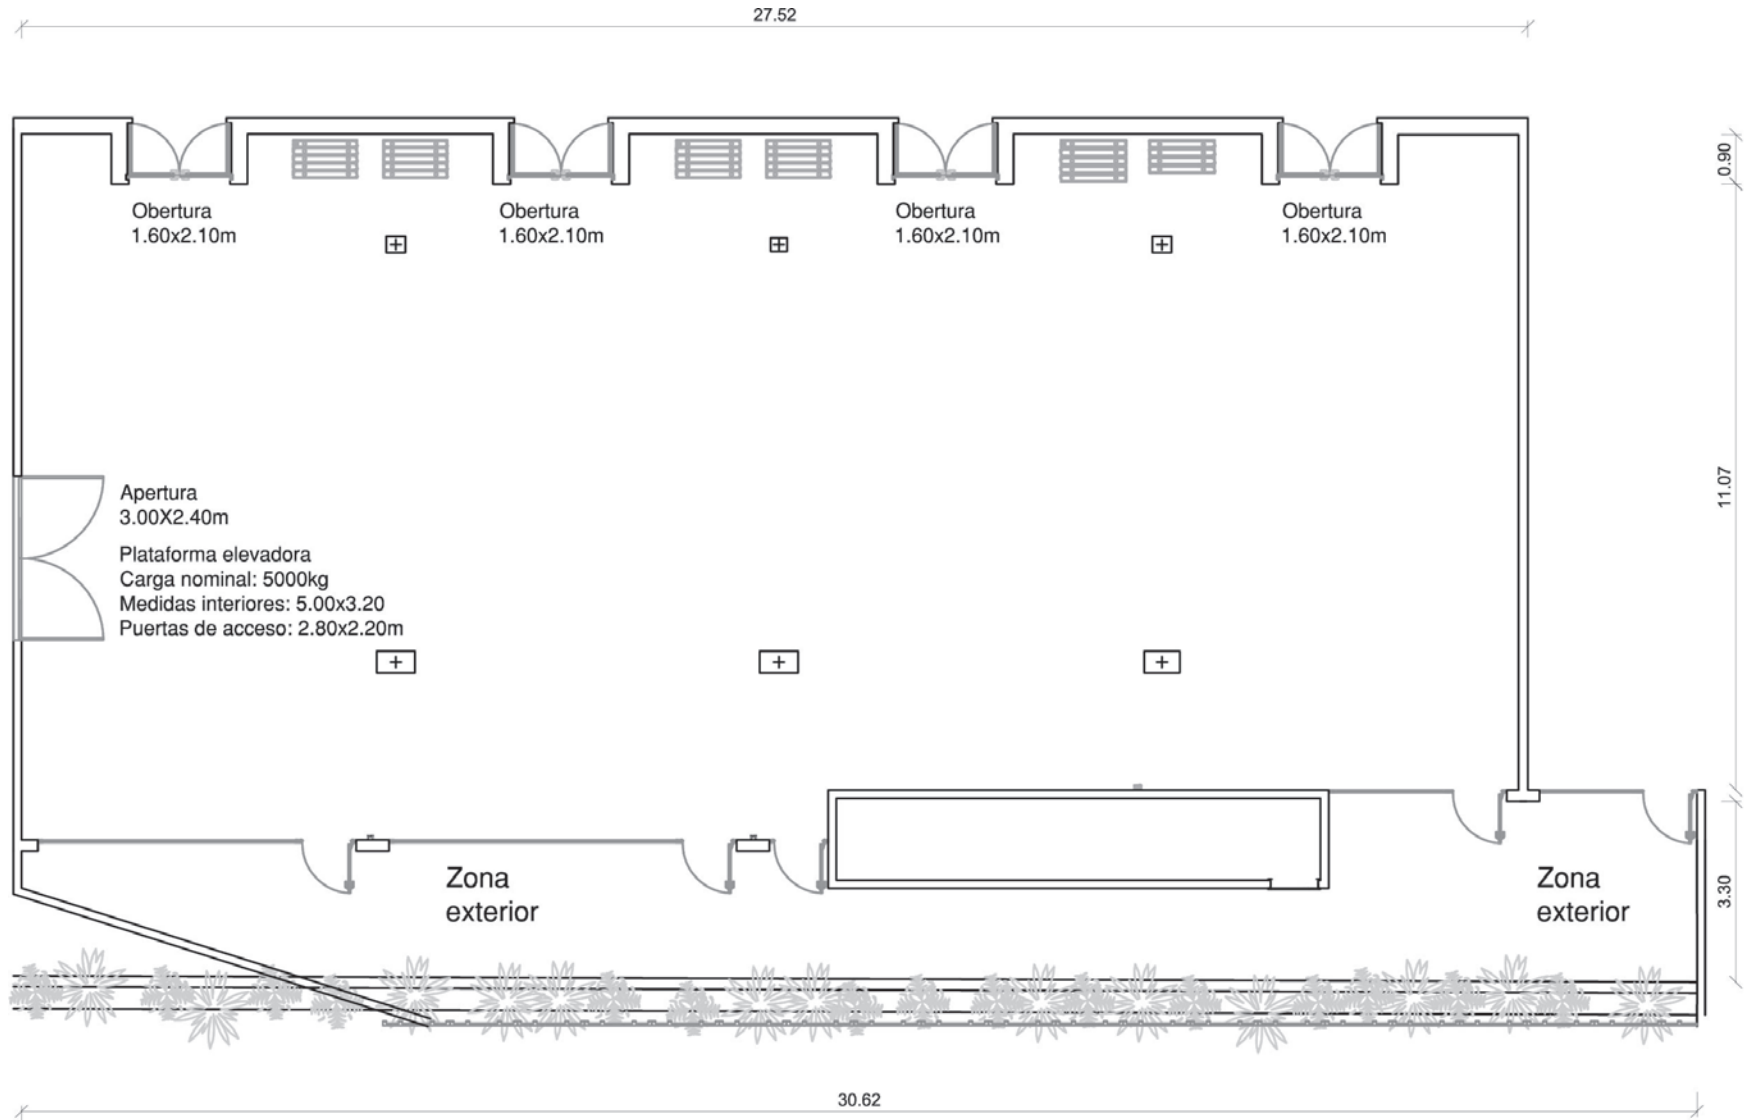 27.52
0.90
Obertura
1.60x2.10m
Obertura
1.60x2.10m
Obertura
1.60x2.10m
Obertura
1.60x2.10m
11.07
Apertura
3.00X2.40m
Plataforma elevadora
Carga nominal: 5000kg
Medidas interiores: 5.00x3.20
Puertas de acceso: 2.80x2.20m
Zona
exterior
Zona
exterior
3.30
30.62